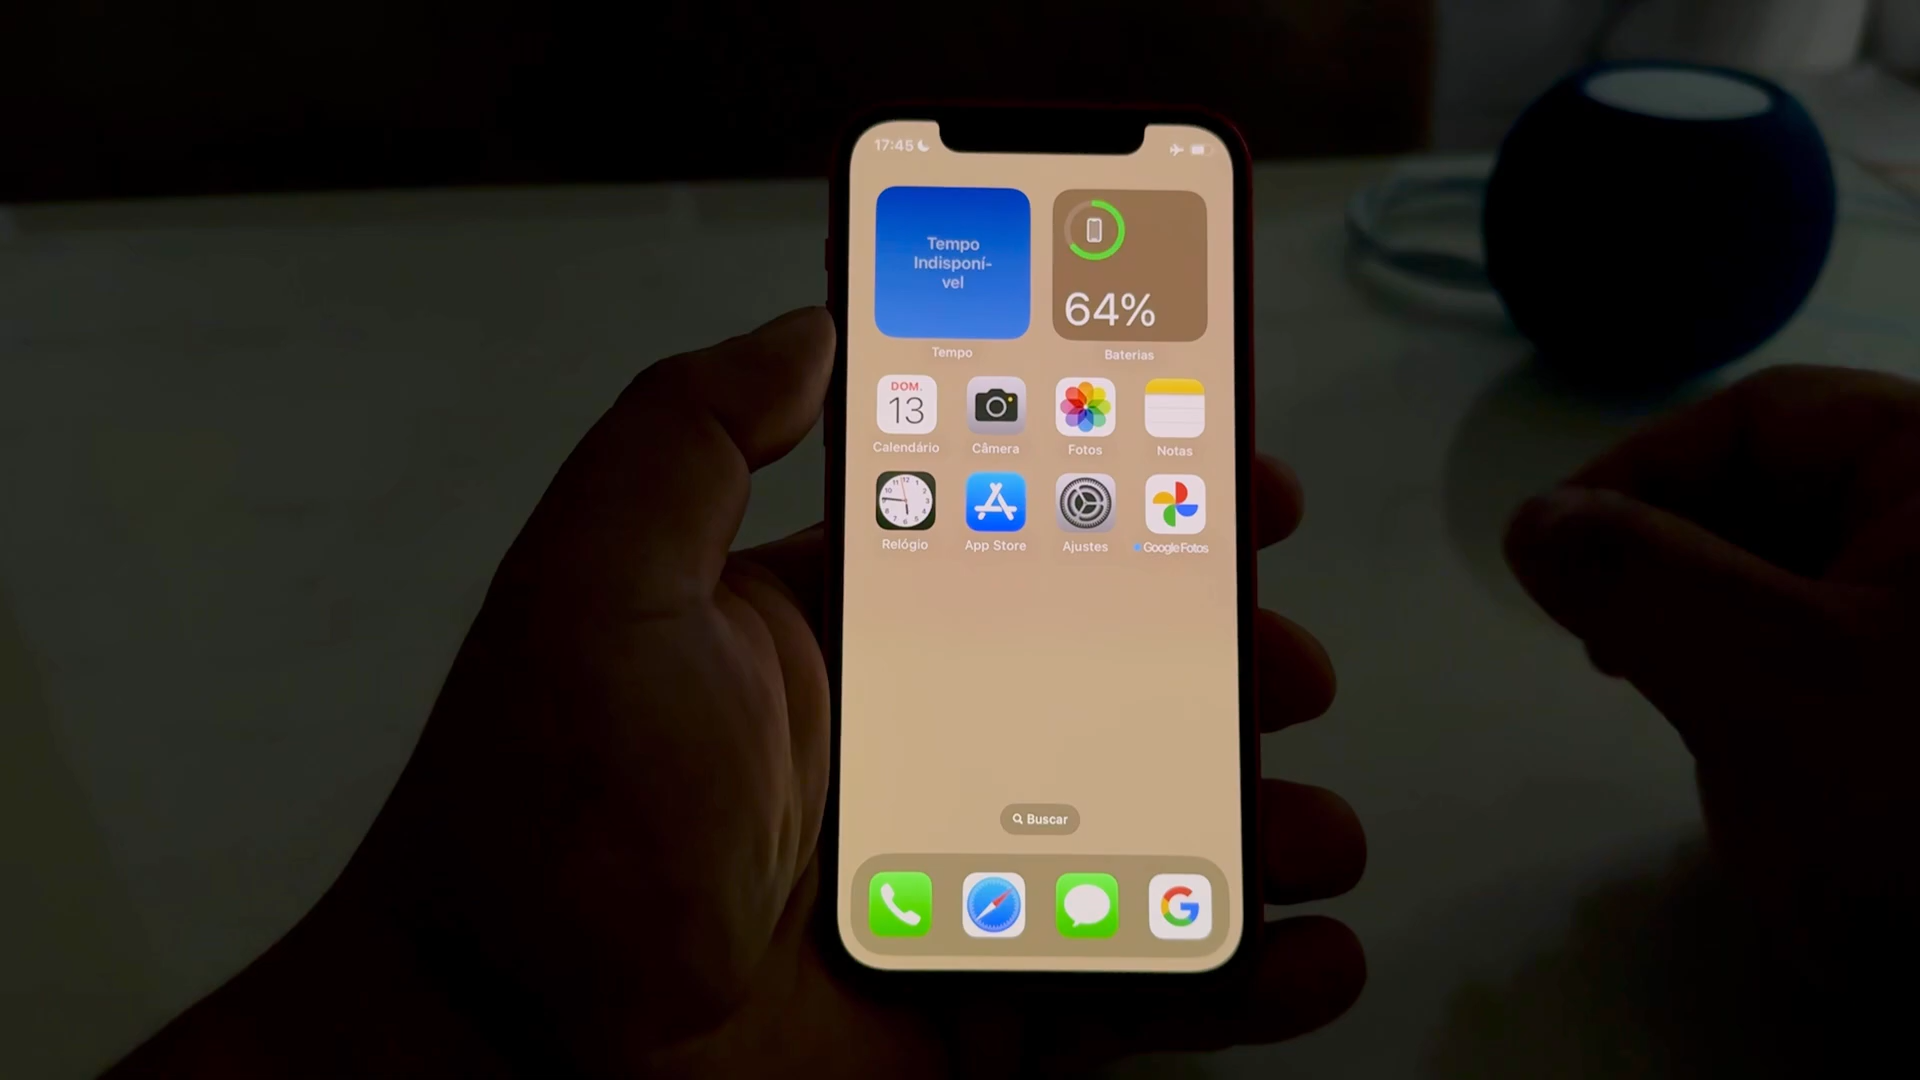 17:45
Tempo
Indisponí-
vel
64%
Tempo
Baterias
DOM.
13
Calendário
Câmera
Fotos
Notas
Relógio
App Store
Ajustes
Google Fotos
Buscar